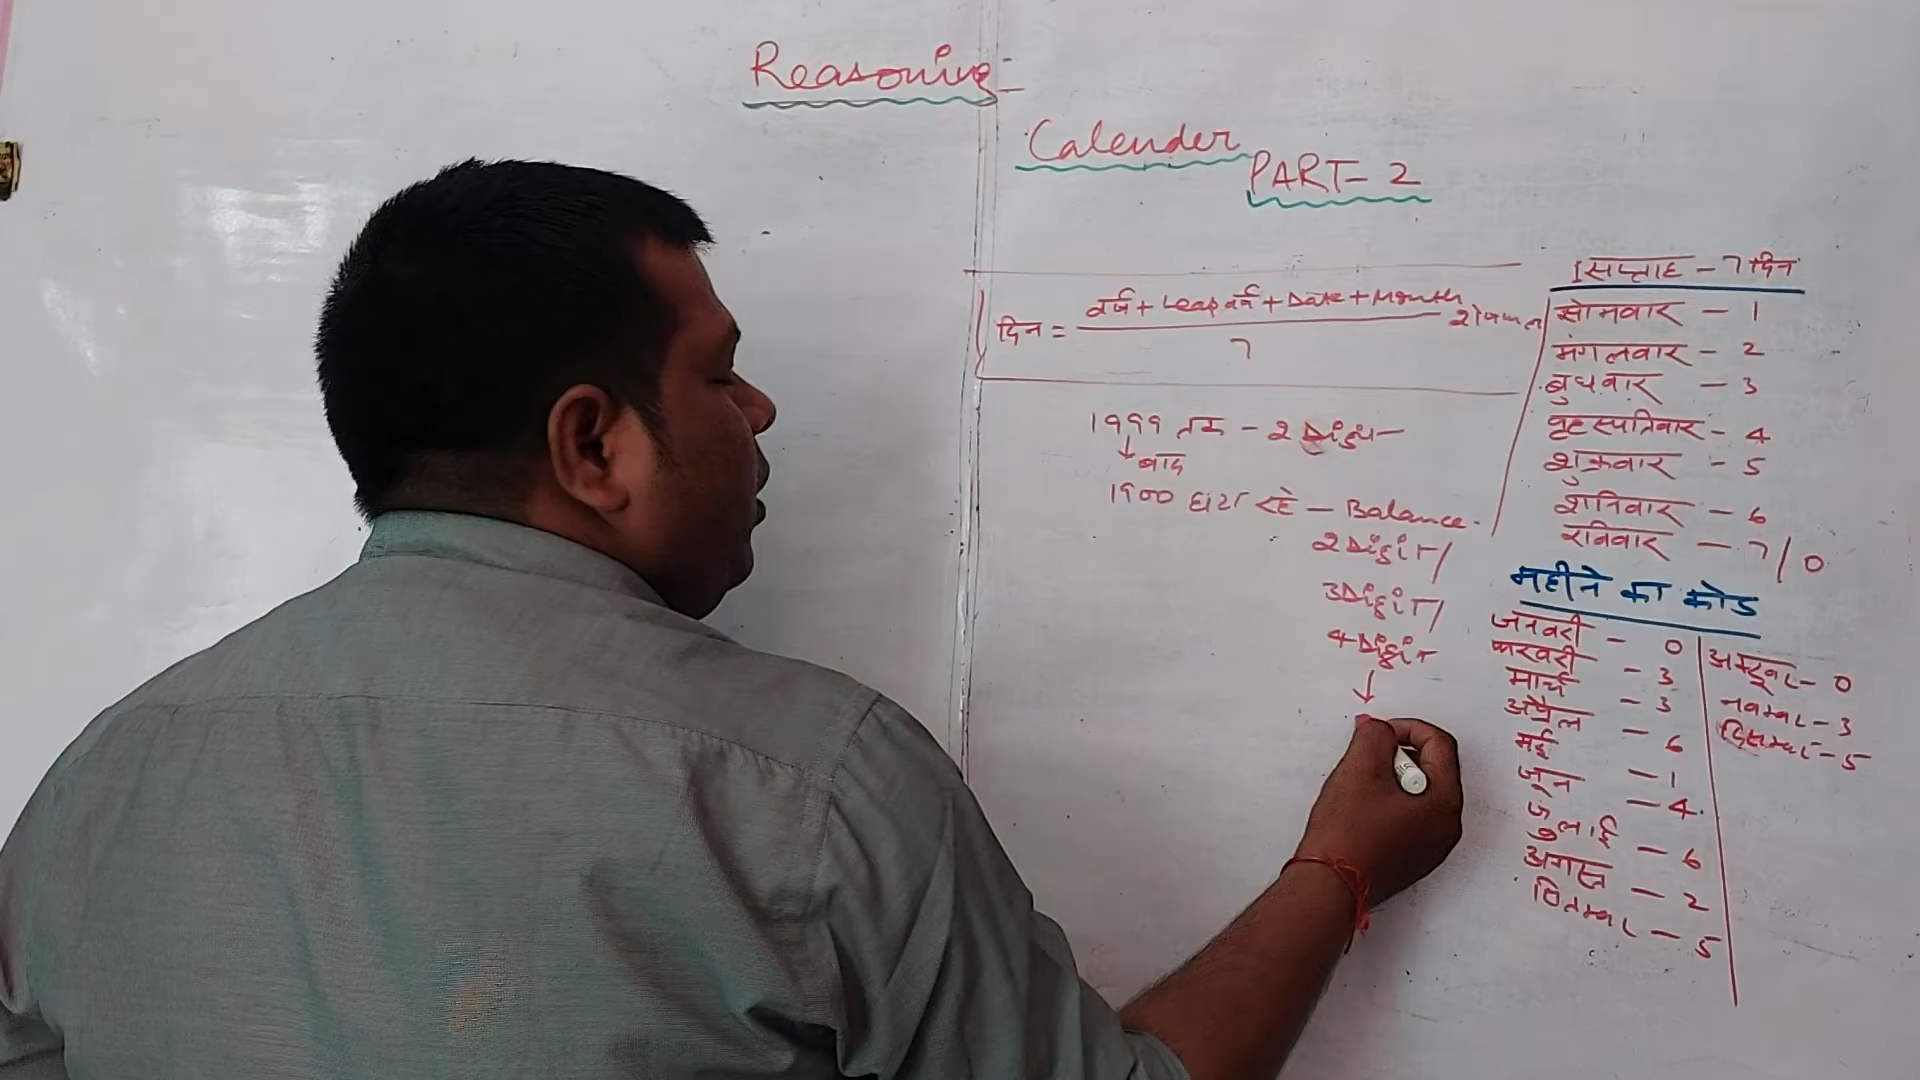 Reasoning:-
Calender
PART-2
दिन = वर्ष + Leap वर्ष + Date + Month
7
1999 तक - 2 Digit
↓ बाद
1900 घटा रहे - Balance.
2 Digit/
3 Digit/
4 Digit
↓
1 सप्ताह - 7 दिन
सोमवार - 1
मंगलवार - 2
बुधवार - 3
वृहस्पतिवार - 4
शुक्रवार - 5
शनिवार - 6
रविवार - 7/0
महीने का कोड
जनवरी - 0
फरवरी - 3
मार्च - 3
अप्रैल - 6
मई - 1
जून - 4
जुलाई - 6
अगस्त - 2
सितम्बर - 5
अक्टूबर - 0
नवम्बर - 3
दिसम्बर - 5